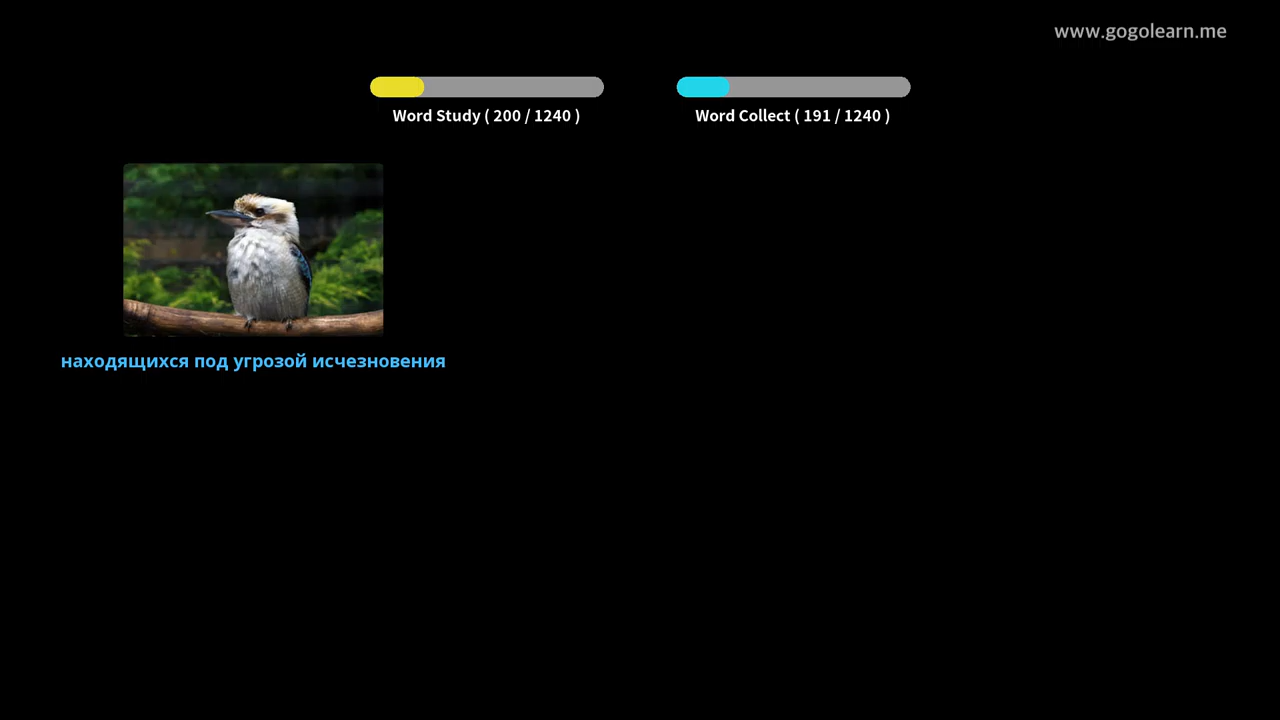 www.gogolearn.me
Word Study ( 200 / 1240 )
Word Collect ( 191 / 1240 )
находящихся под угрозой исчезновения